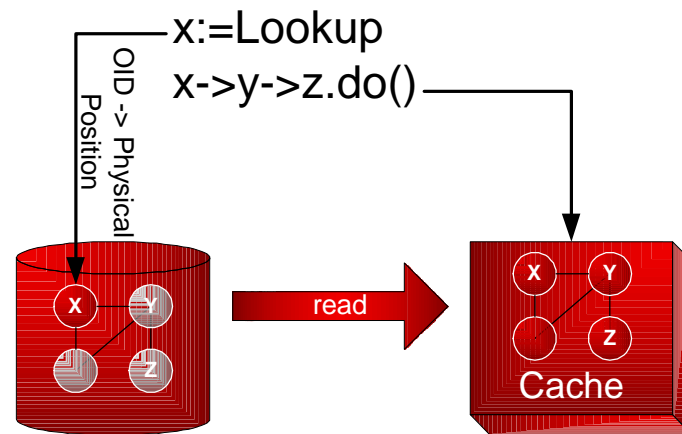 x:=Lookup
x->y->z.do()
OID -> Physical
Position
X
Y
Z
read
X
Y
Z
Cache